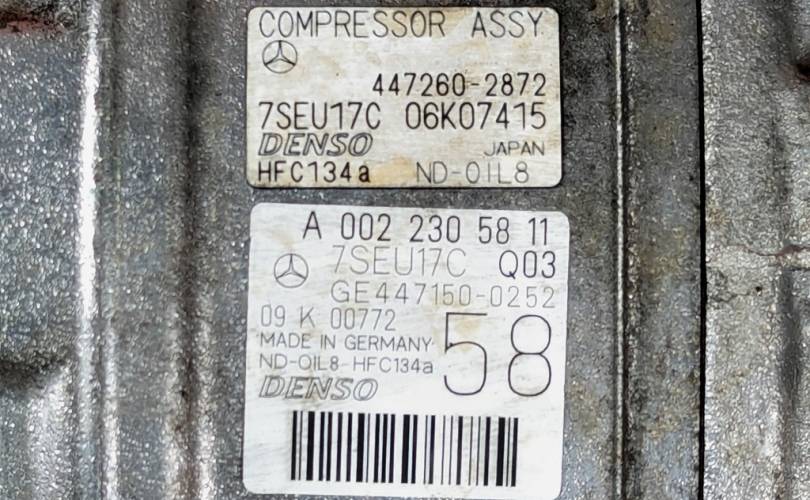 COMPRESSOR ASSY
447260-2872
7SEU17C 06K07415
DENSO JAPAN
HFC134a ND-OIL8
A 002 230 58 11
7SEU17C Q03
GE447150-0252
09 K 00772
58
MADE IN GERMANY
ND-OIL8-HFC134a
DENSO